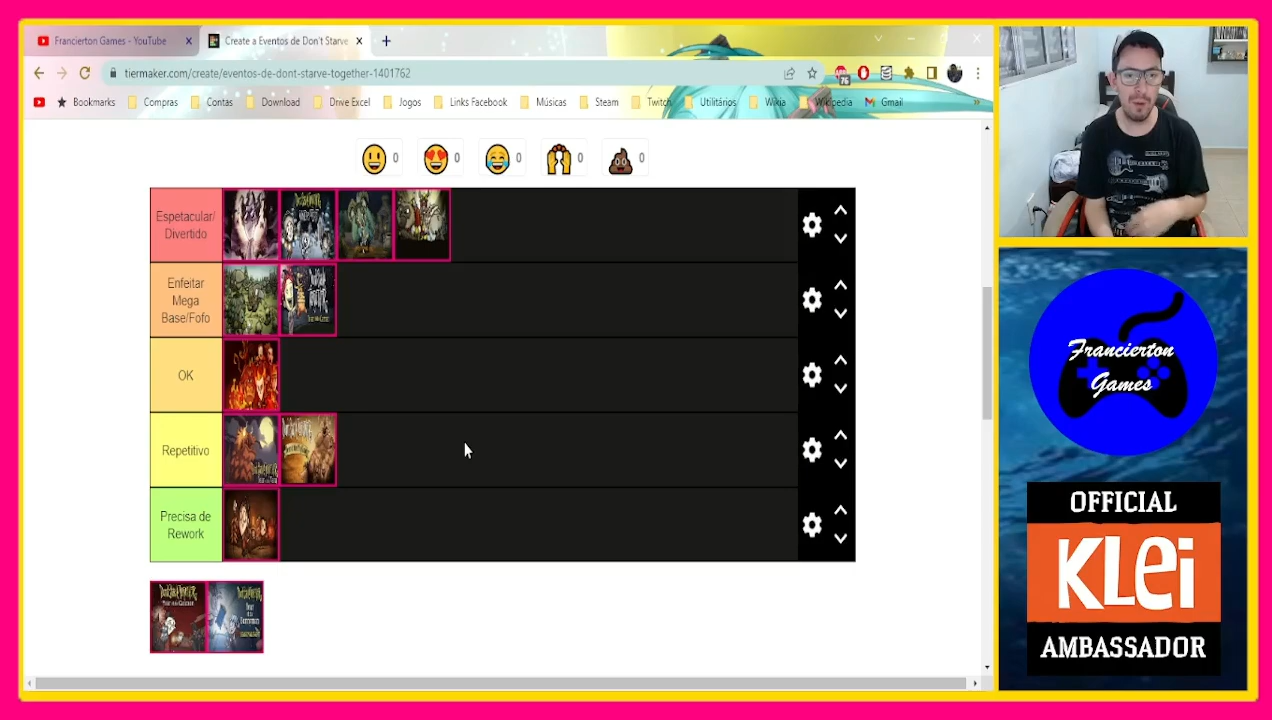 Francierton Games - YouTube
Create a Eventos de Don't Starve
tiermaker.com/create/eventos-de-dont-starve-together-1401762
76
Bookmarks
Compras
Contas
Download
Drive Excel
Jogos
Links Facebook
Músicas
Steam
Twitch
Utilitários
Wikia
Wikipedia
Gmail
0
0
0
0
0
Espetacular/
Divertido
Enfeitar
Mega
Base/Fofo
OK
Repetitivo
Precisa de
Rework
Francierton
Games
OFFICIAL
KLei
AMBASSADOR